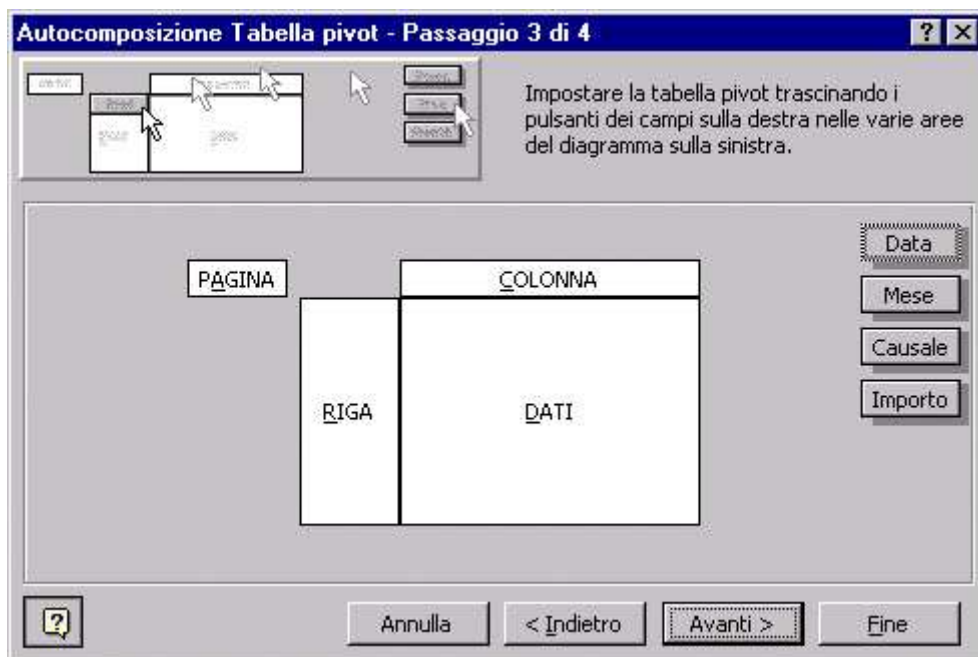 Autocomposizione Tabella pivot - Passaggio 3 di 4
Impostare la tabella pivot trascinando i
pulsanti dei campi sulla destra nelle varie aree
del diagramma sulla sinistra.
PAGINA
COLONNA
RIGA
DATI
Data
Mese
Causale
Importo
Annulla
< Indietro
Avanti >
Fine